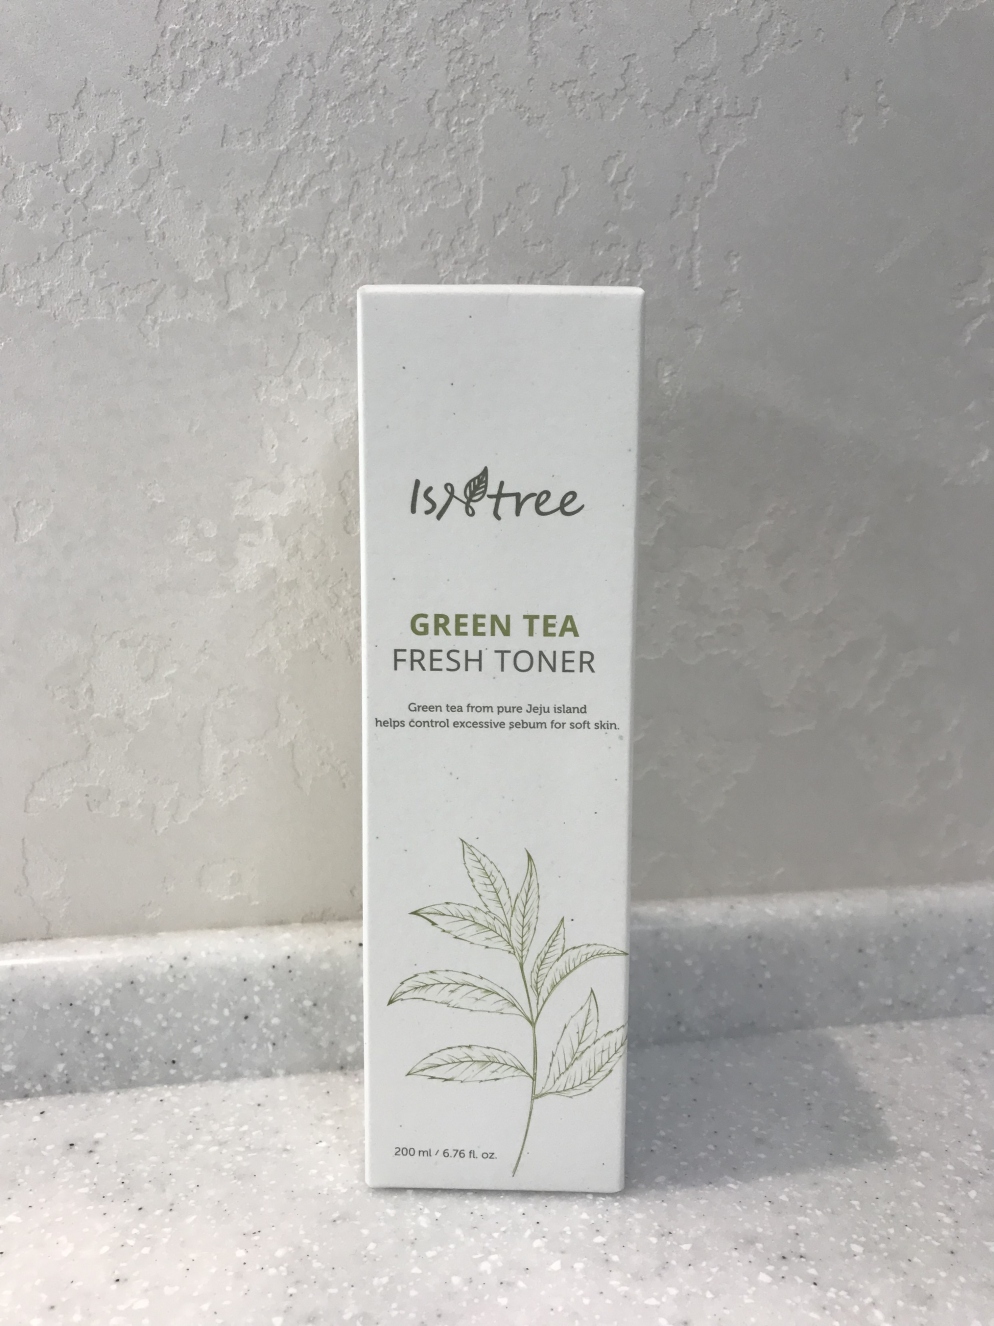 Isntree
GREEN TEA
FRESH TONER
Green tea from pure Jeju island
helps control excessive sebum for soft skin.
200 ml / 6.76 fl. oz.